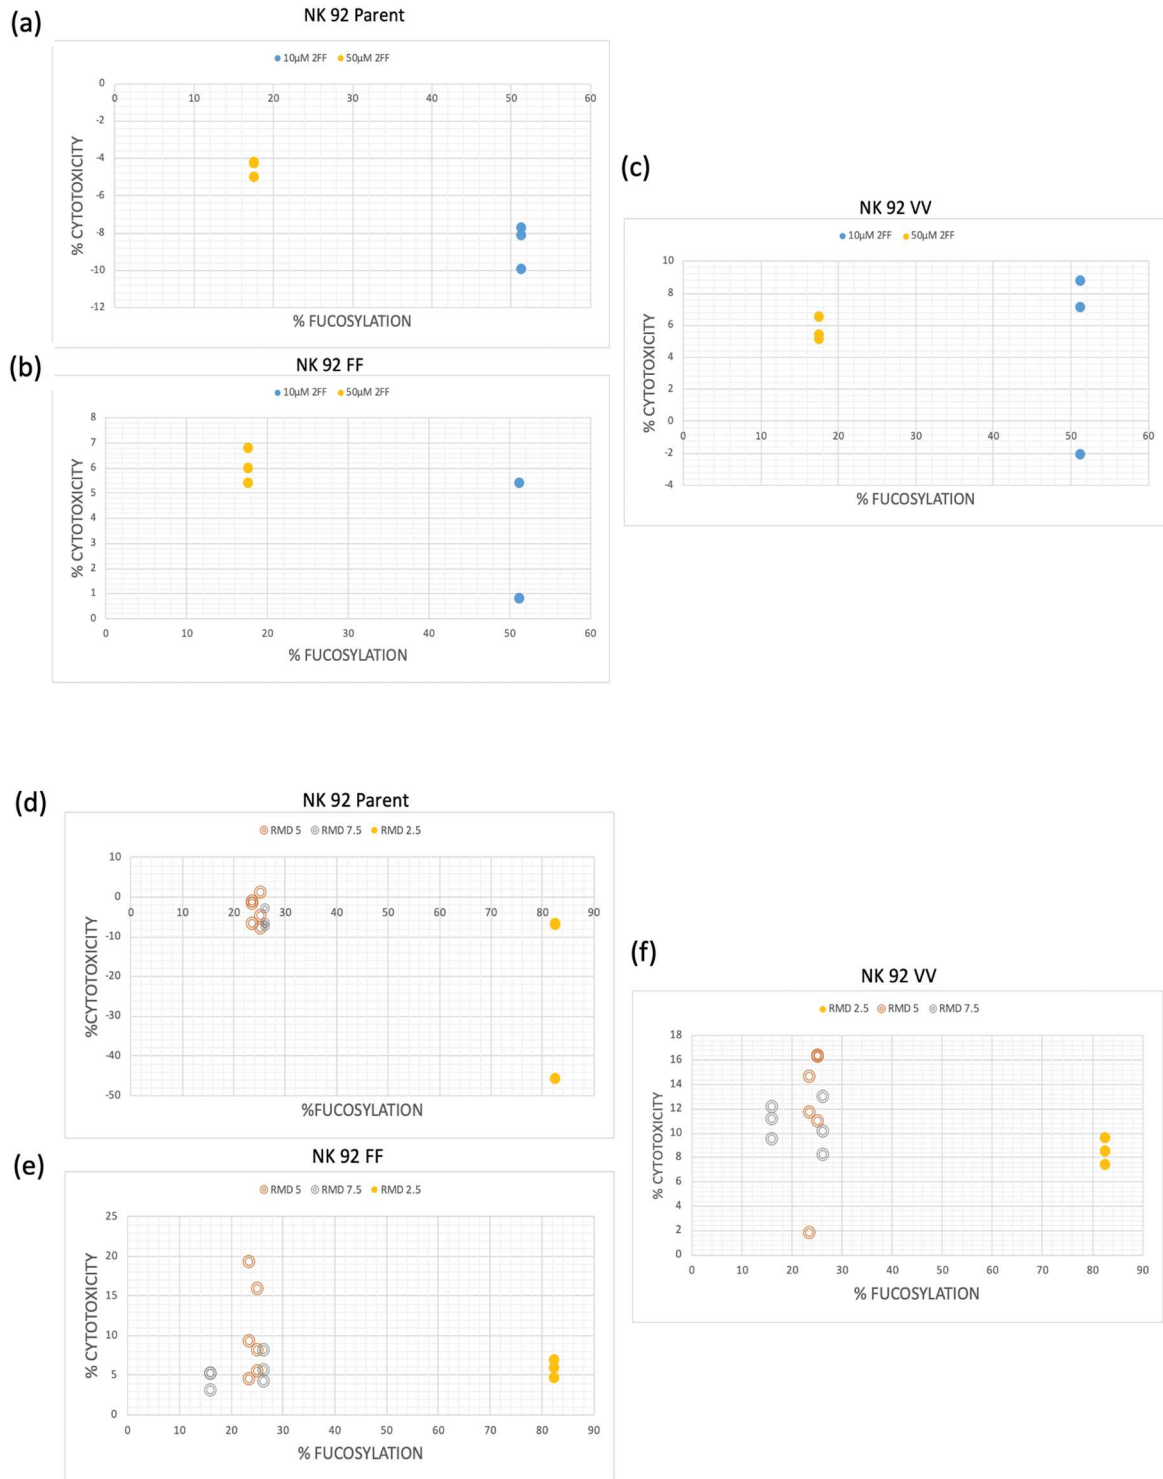 (a)
NK 92 Parent
10µM 2FF 50µM 2FF
0
0 10 20 30 40 50 60
-2
-4
-6
-8
-10
-12
% CYTOTOXICITY
% FUCOSYLATION
(b)
NK 92 FF
10µM 2FF 50µM 2FF
8
7
6
5
4
3
2
1
0
0 10 20 30 40 50 60
% CYTOTOXICITY
% FUCOSYLATION
(c)
NK 92 VV
10µM 2FF 50µM 2FF
10
8
6
4
2
0
0 10 20 30 40 50 60
-2
-4
% CYTOTOXICITY
% FUCOSYLATION
(d)
NK 92 Parent
RMD 5 RMD 7.5 RMD 2.5
10
0
0 10 20 30 40 50 60 70 80 90
-10
-20
-30
-40
-50
%CYTOTOXICITY
%FUCOSYLATION
(e)
NK 92 FF
RMD 5 RMD 7.5 RMD 2.5
25
20
15
10
5
0
0 10 20 30 40 50 60 70 80 90
% CYTOTOXICITY
% FUCOSYLATION
(f)
NK 92 VV
RMD 2.5 RMD 5 RMD 7.5
18
16
14
12
10
8
6
4
2
0
0 10 20 30 40 50 60 70 80 90
% CYTOTOXICITY
% FUCOSYLATION